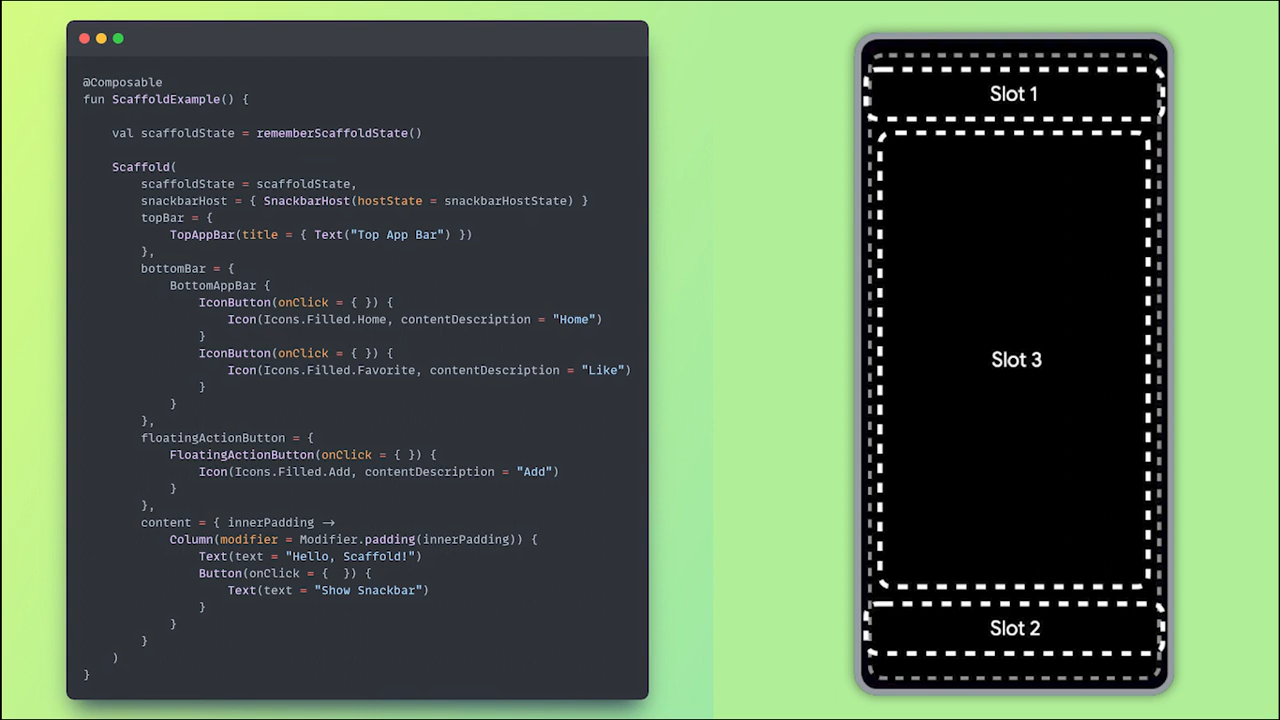 @Composable
fun ScaffoldExample() {
val scaffoldState = rememberScaffoldState()
Scaffold(
scaffoldState = scaffoldState,
snackbarHost = { SnackbarHost(hostState = snackbarHostState) }
topBar = {
TopAppBar(title = { Text("Top App Bar") })
},
bottomBar = {
BottomAppBar {
IconButton(onClick = { }) {
Icon(Icons.Filled.Home, contentDescription = "Home")
}
IconButton(onClick = { }) {
Icon(Icons.Filled.Favorite, contentDescription = "Like")
}
}
},
floatingActionButton = {
FloatingActionButton(onClick = { }) {
Icon(Icons.Filled.Add, contentDescription = "Add")
}
},
content = { innerPadding →
Column(modifier = Modifier.padding(innerPadding)) {
Text(text = "Hello, Scaffold!")
Button(onClick = {  }) {
Text(text = "Show Snackbar")
}
}
}
)
}
Slot 1
Slot 3
Slot 2